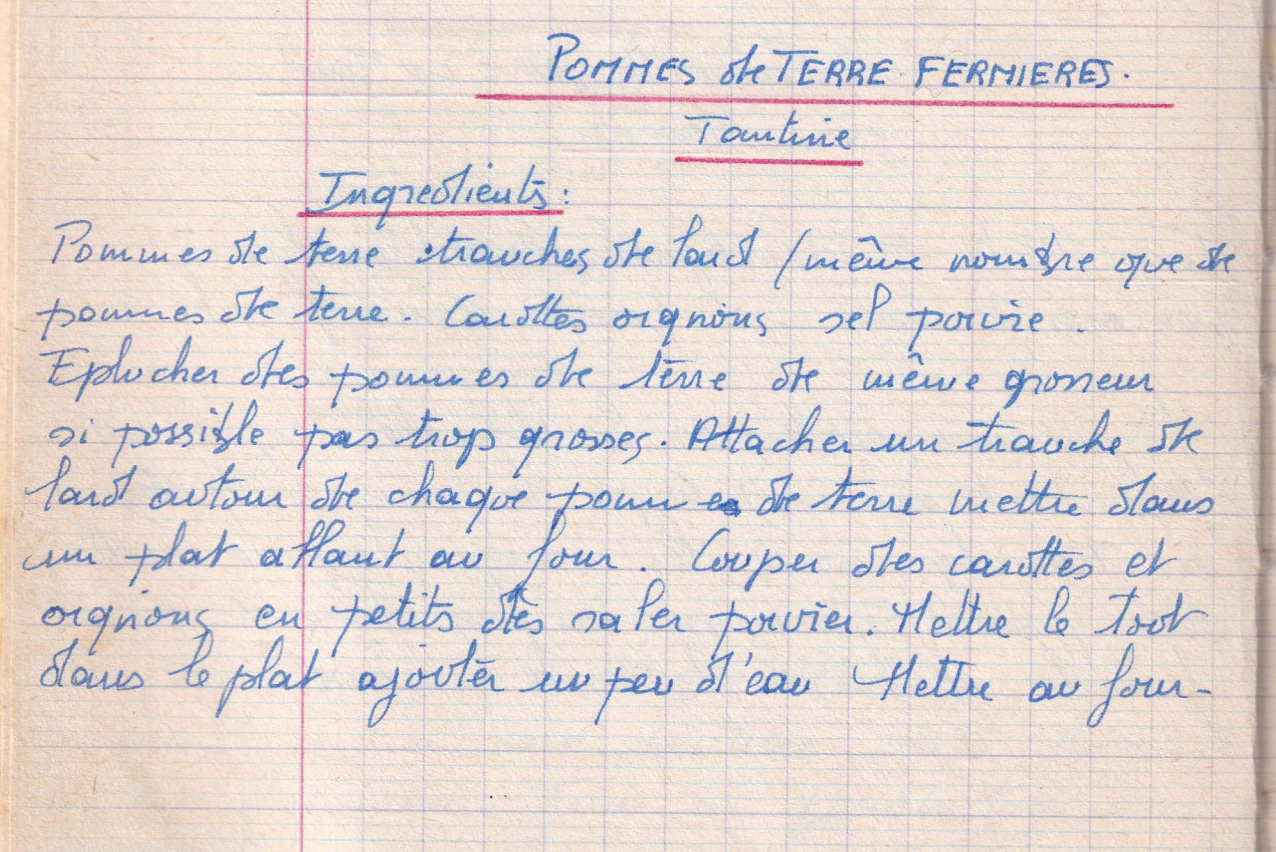 POMMES de TERRE FERMIERES.
Tantine
Ingredients:
Pommes de terre tranches de lard / même nombre que de
pommes de terre. Carottes oignons sel poivre.
Eplucher des pommes de terre de même grosseur
si possible pas trop grosses. Attacher un tranche de
lard autour de chaque pomme de terre mettre dans
un plat allant au four. Couper des carottes et
oignons en petits dès saler poivrer. Mettre le tout
dans le plat ajouter un peu d'eau Mettre au four-